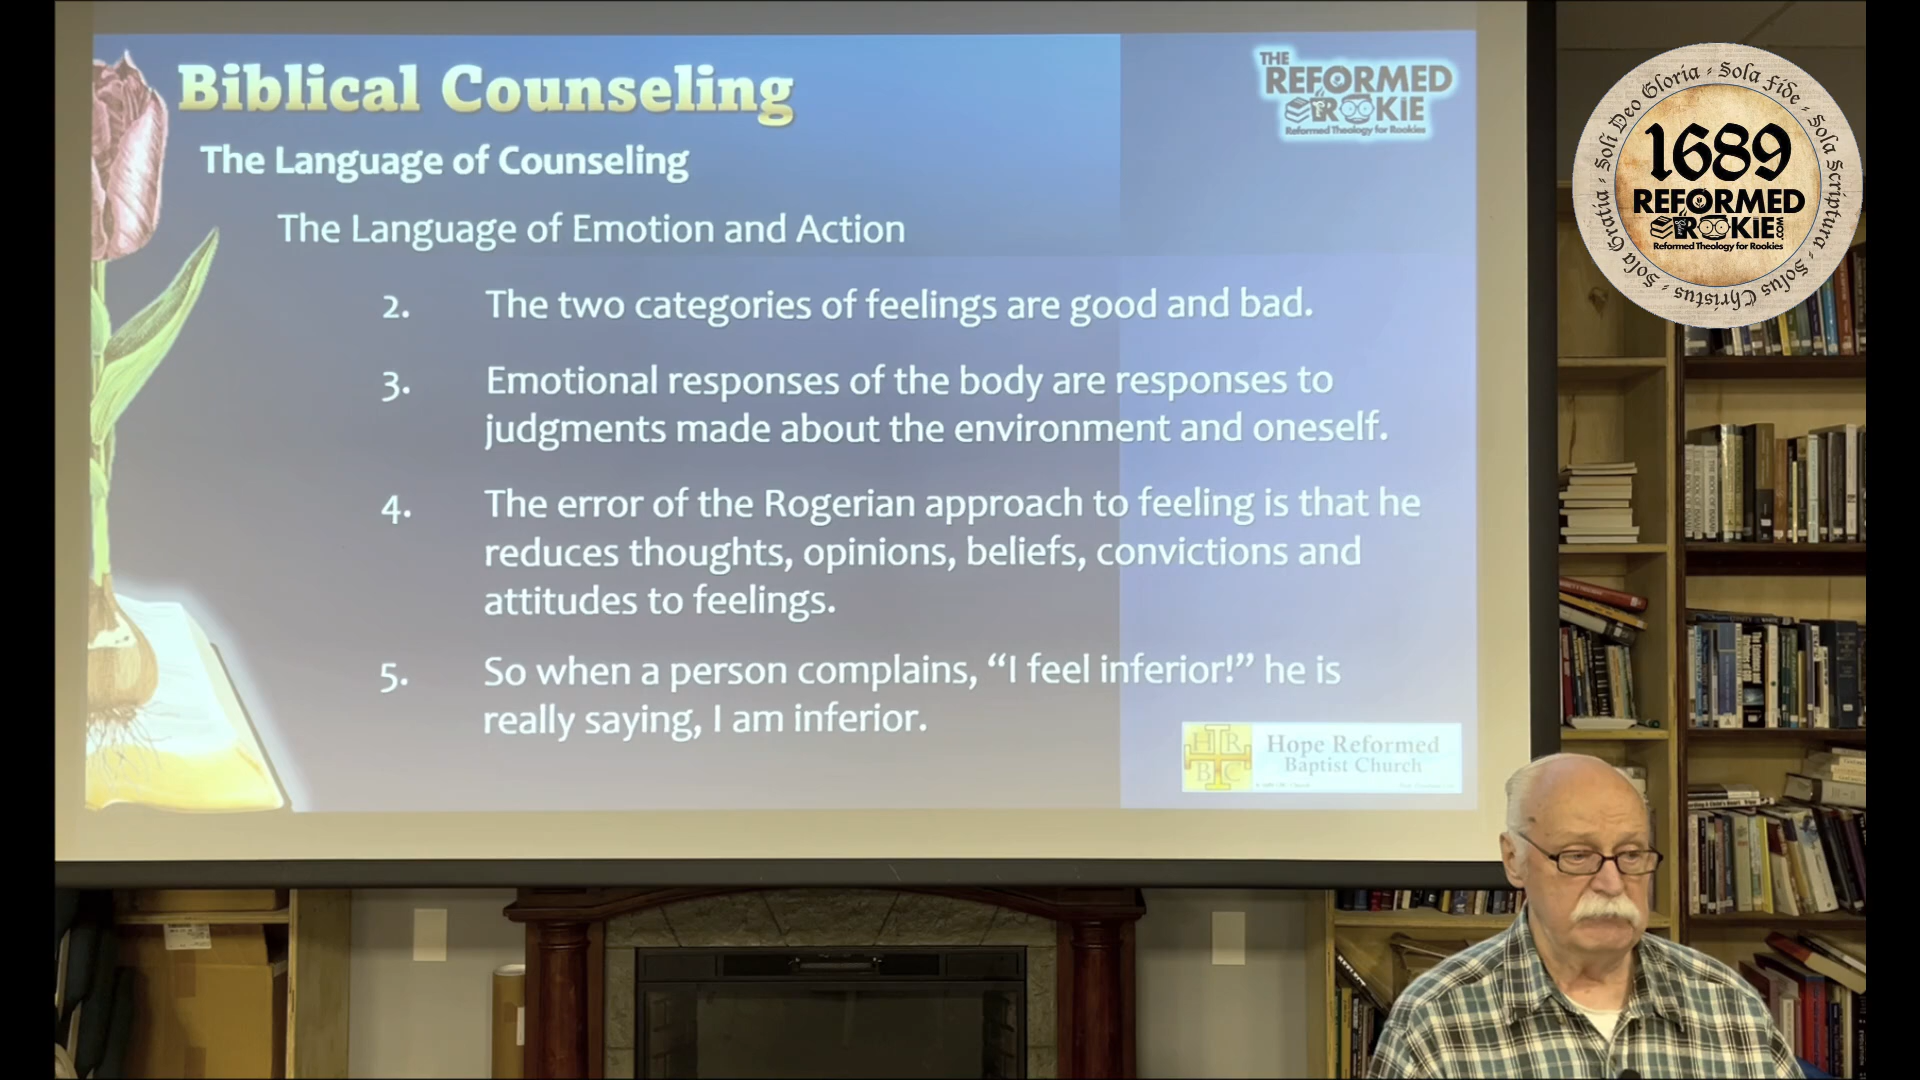 Biblical Counseling
The Language of Counseling
The Language of Emotion and Action
2. The two categories of feelings are good and bad.
3. Emotional responses of the body are responses to
judgments made about the environment and oneself.
4. The error of the Rogerian approach to feeling is that he
reduces thoughts, opinions, beliefs, convictions and
attitudes to feelings.
5. So when a person complains, “I feel inferior!” he is
really saying, I am inferior.
THE
REFORMED
ROOKIE
Reformed Theology for Rookies
HR
BC
Hope Reformed
Baptist Church
Soli Deo Gloria - Sola Fide - Sola Scriptura - Solus Christus - Sola Gratia -
1689
REFORMED
ROOKIE.COM
Reformed Theology for Rookies